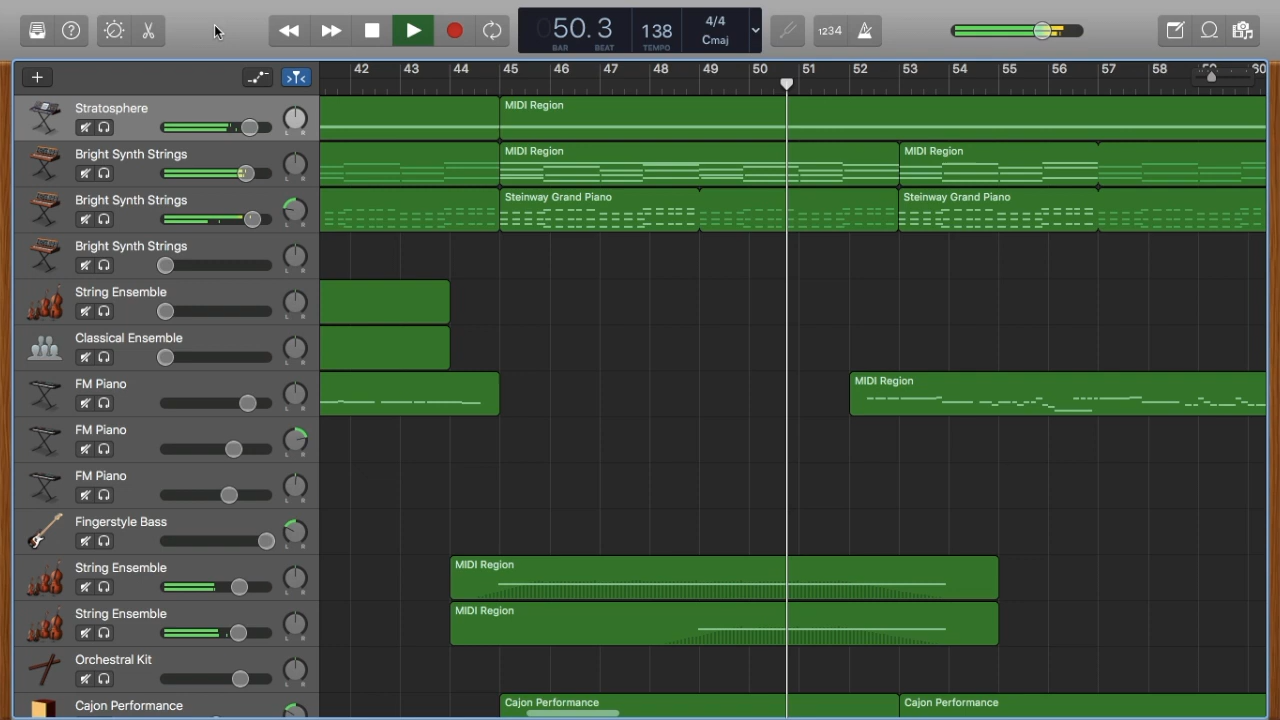 50.3
BAR BEAT
138
TEMPO
4/4
Cmaj
1234
42 43 44 45 46 47 48 49 50 51 52 53 54 55 56 57 58 59 60
Stratosphere
MIDI Region
Bright Synth Strings
MIDI Region
MIDI Region
Bright Synth Strings
Steinway Grand Piano
Steinway Grand Piano
Bright Synth Strings
String Ensemble
Classical Ensemble
FM Piano
MIDI Region
FM Piano
FM Piano
Fingerstyle Bass
String Ensemble
MIDI Region
String Ensemble
MIDI Region
Orchestral Kit
Cajon Performance
Cajon Performance
Cajon Performance